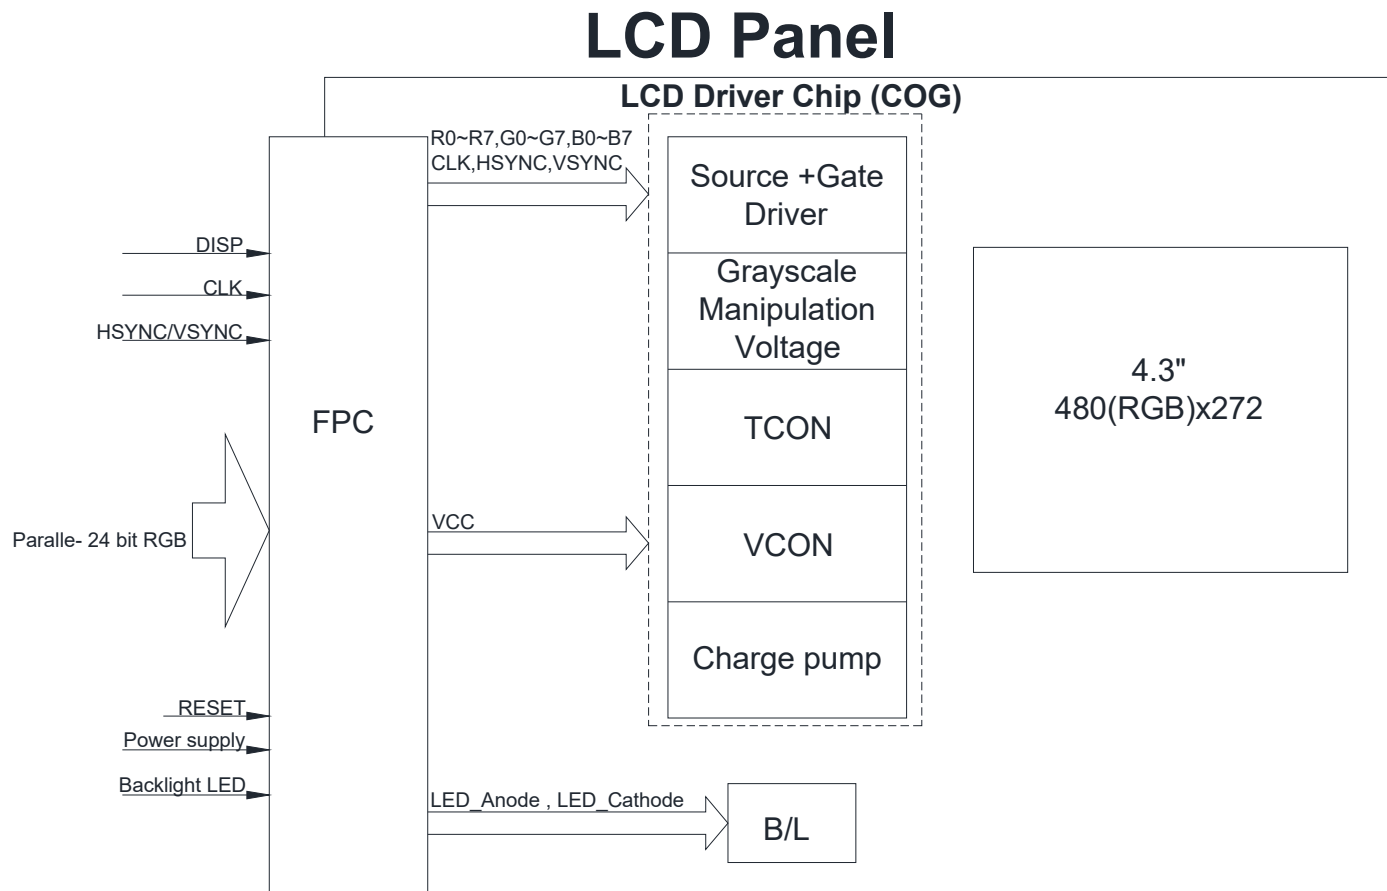 LCD Panel
LCD Driver Chip (COG)
R0~R7,G0~G7,B0~B7
CLK,HSYNC,VSYNC
Source +Gate
Driver
DISP
CLK
HSYNC/VSYNC
Grayscale
Manipulation
Voltage
4.3"
480(RGB)x272
FPC
TCON
Paralle- 24 bit RGB
VCC
VCON
Charge pump
RESET
Power supply
Backlight LED
LED_Anode , LED_Cathode
B/L